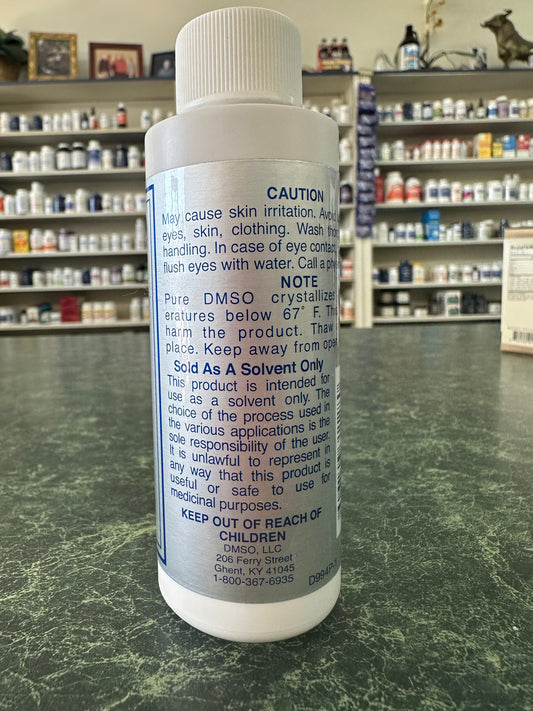 CAUTION
May cause skin irritation. Avoid
eyes, skin, clothing. Wash
handling. In case of eye contact,
flush eyes with water. Call a
NOTE
Pure DMSO crystallizes
eratures below 67° F.
harm the product. Thaw
place. Keep away from
Sold As A Solvent Only
This product is intended for
use as a solvent only. The
choice of the process used in
the various applications is the
sole responsibility of the user.
It is unlawful to represent in
any way that this product is
useful or safe to use for
medicinal purposes.
KEEP OUT OF REACH OF
CHILDREN
DMSO, LLC
206 Ferry Street
Ghent, KY 41045
1-800-367-6935